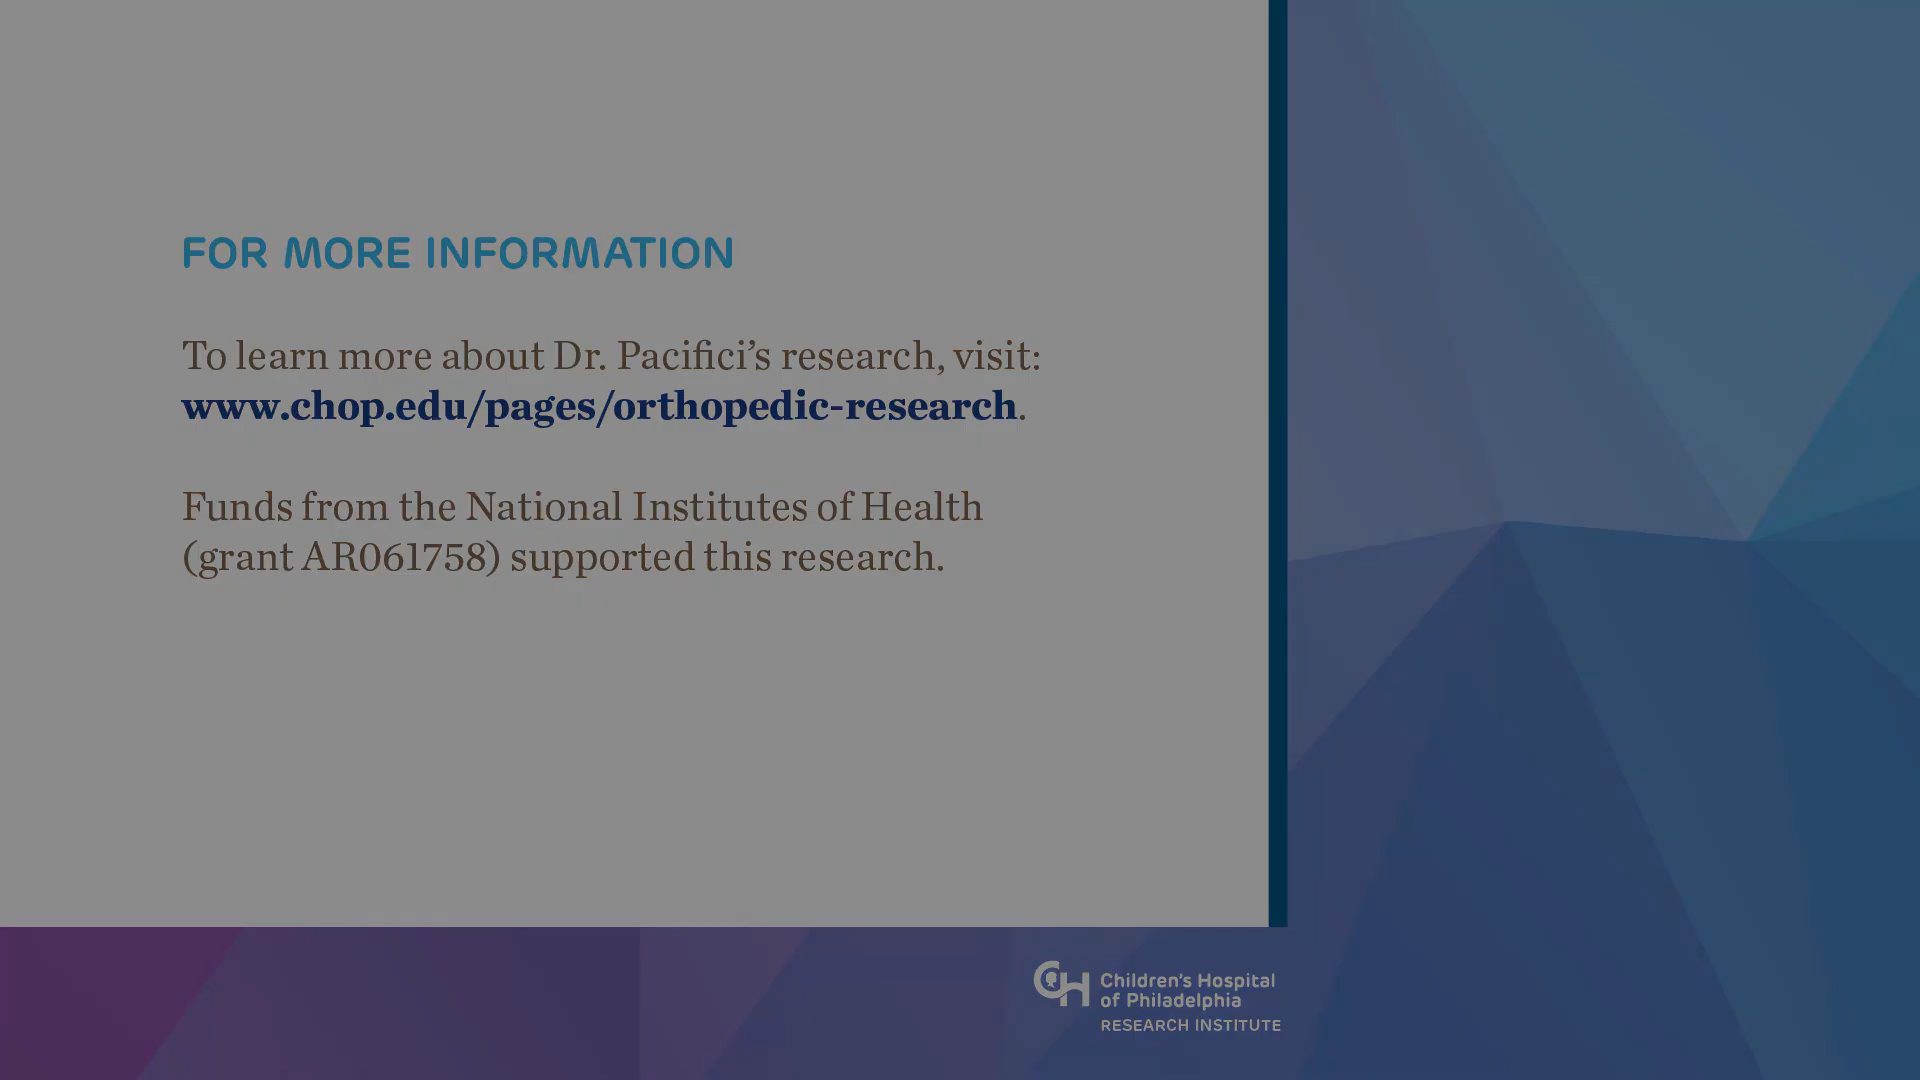 FOR MORE INFORMATION
To learn more about Dr. Pacifici’s research, visit:
www.chop.edu/pages/orthopedic-research.
Funds from the National Institutes of Health
(grant AR061758) supported this research.
CH Children’s Hospital
of Philadelphia
RESEARCH INSTITUTE